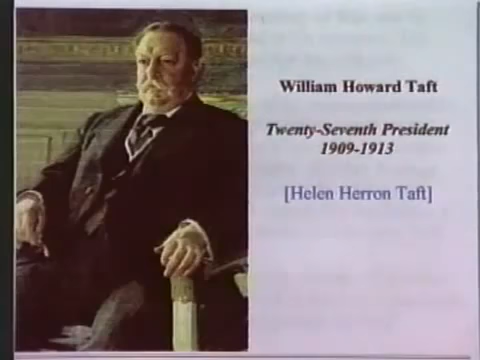 William Howard Taft
Twenty-Seventh President
1909-1913
[Helen Herron Taft]